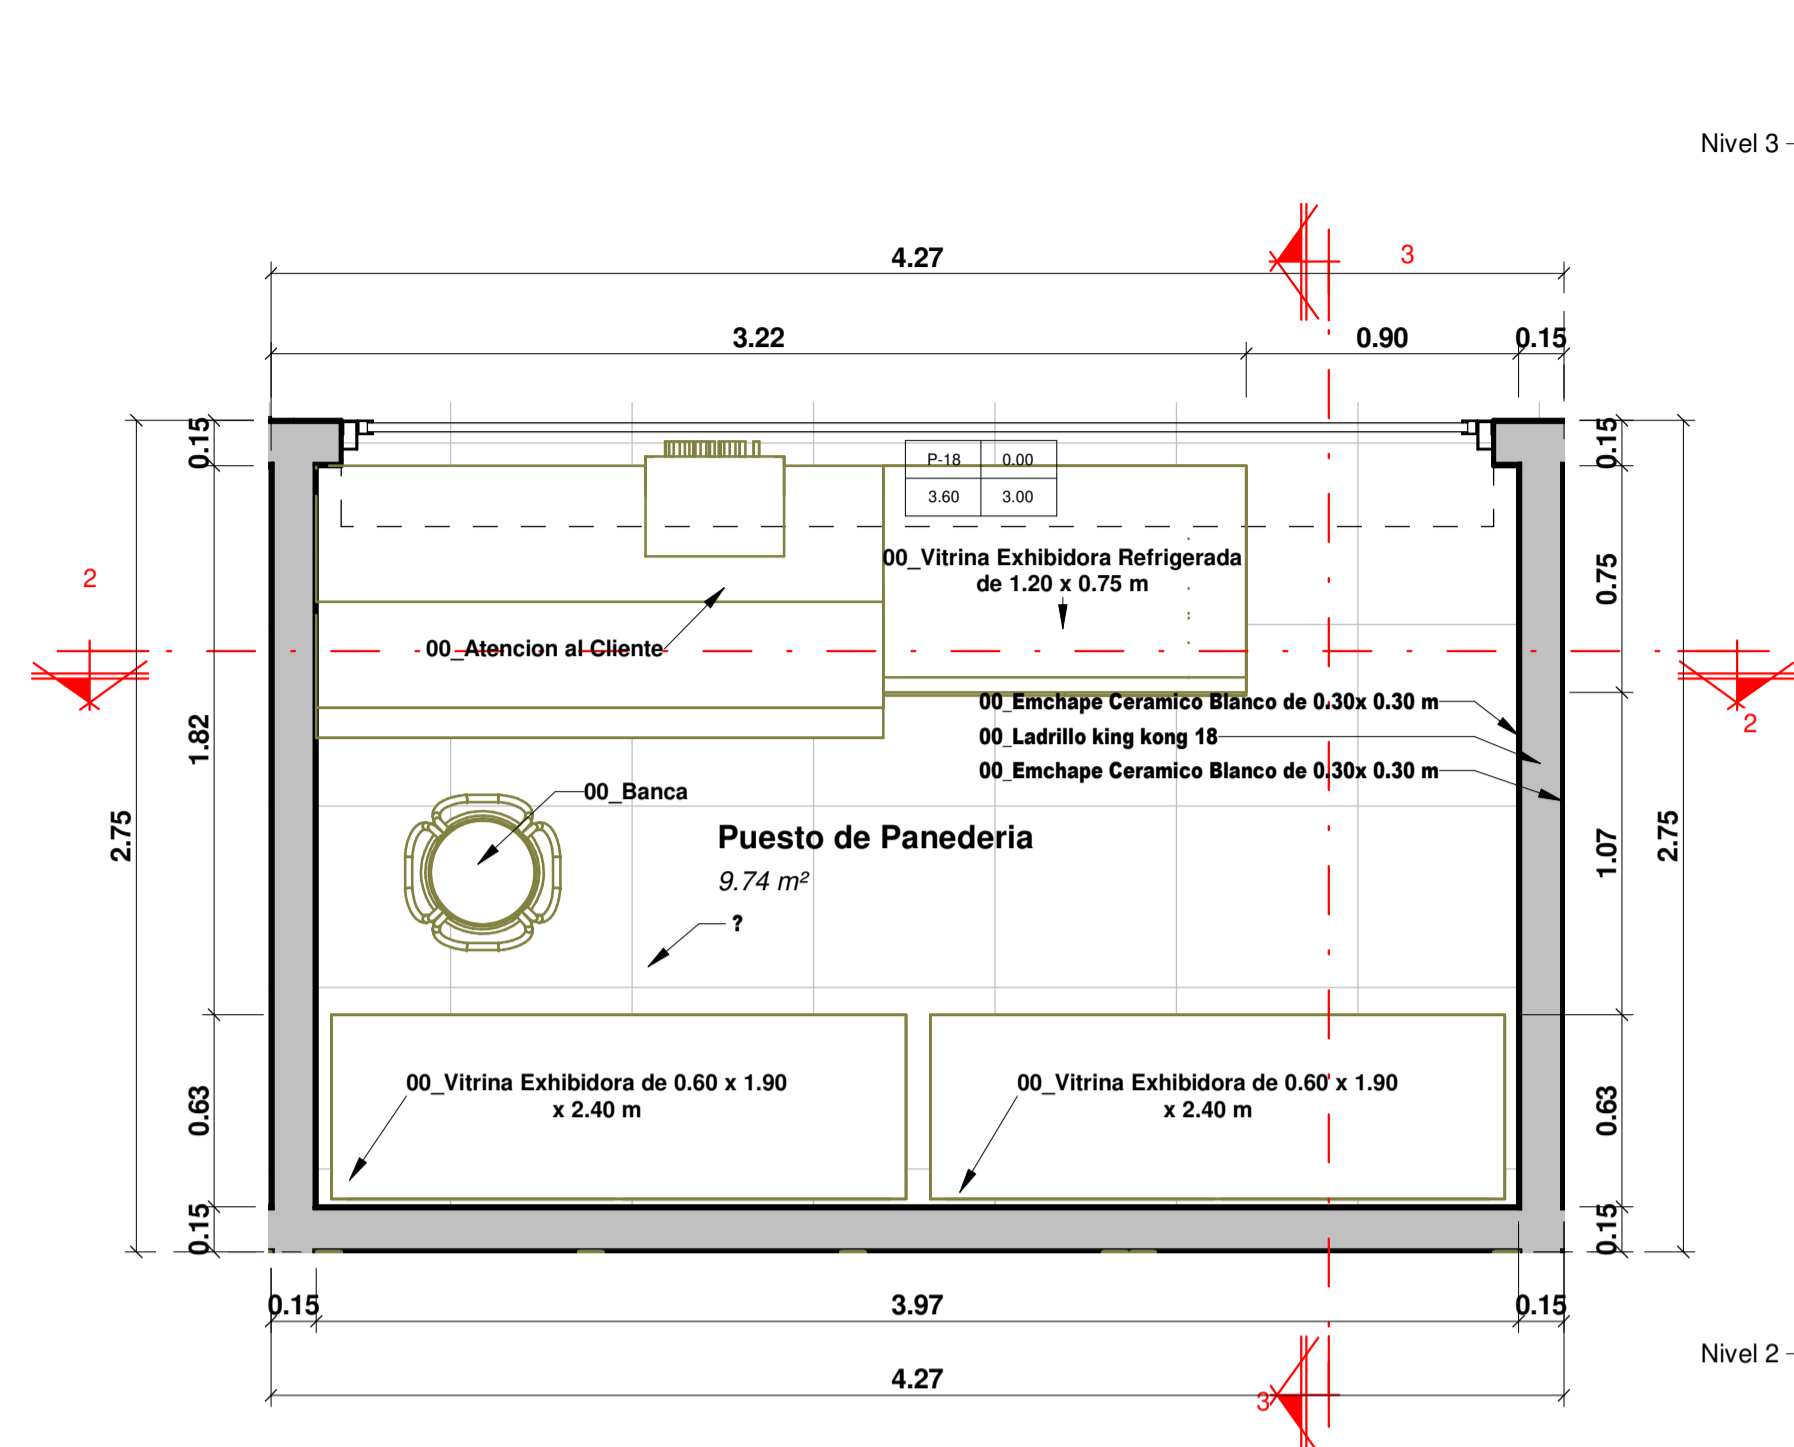 Nivel 3
3
4.27
3.22
0.90
0.15
0.15
0.15
P-18
0.00
3.60
3.00
00_Vitrina Exhibidora Refrigerada
de 1.20 x 0.75 m
0.75
2
00_Atencion al Cliente
00_Emchape Ceramico Blanco de 0.30x 0.30 m
2
00_Ladrillo king kong 18
1.82
00_Emchape Ceramico Blanco de 0.30x 0.30 m
00_Banca
2.75
Puesto de Panederia
1.07
2.75
9.74 m²
?
00_Vitrina Exhibidora de 0.60 x 1.90
x 2.40 m
00_Vitrina Exhibidora de 0.60 x 1.90
x 2.40 m
0.63
0.63
0.15
0.15
0.15
3.97
0.15
Nivel 2
4.27
3